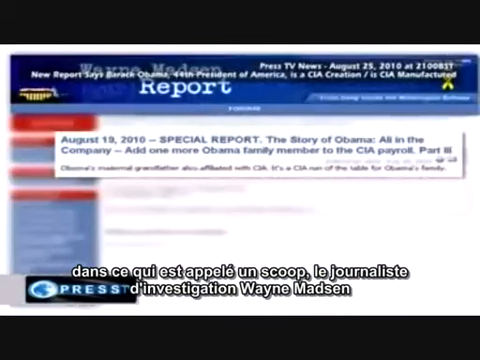 Press TV News - August 25, 2010 at 2100BST
New Report Says Barack Obama, 44th President of America, is a CIA Creation / is CIA Manufactured
Wayne Madsen
Report
August 19, 2010 -- SPECIAL REPORT. The Story of Obama: All in the
Company -- Add one more Obama family member to the CIA payroll. Part III
Obama's maternal grandfather also affiliated with CIA. It's a CIA run of the table for Obama's family.
dans ce qui est appelé un scoop, le journaliste
d'investigation Wayne Madsen
PRESS